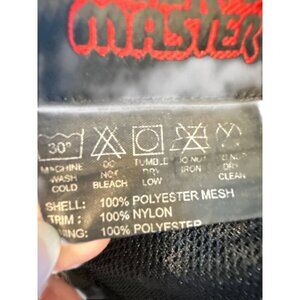 MASTER
30°
MACHINE WASH COLD
DO NOT BLEACH
TUMBLE DRY LOW
DO NOT IRON
DO NOT DRY CLEAN
SHELL: 100% POLYESTER MESH
TRIM : 100% NYLON
NING: 100% POLYESTER